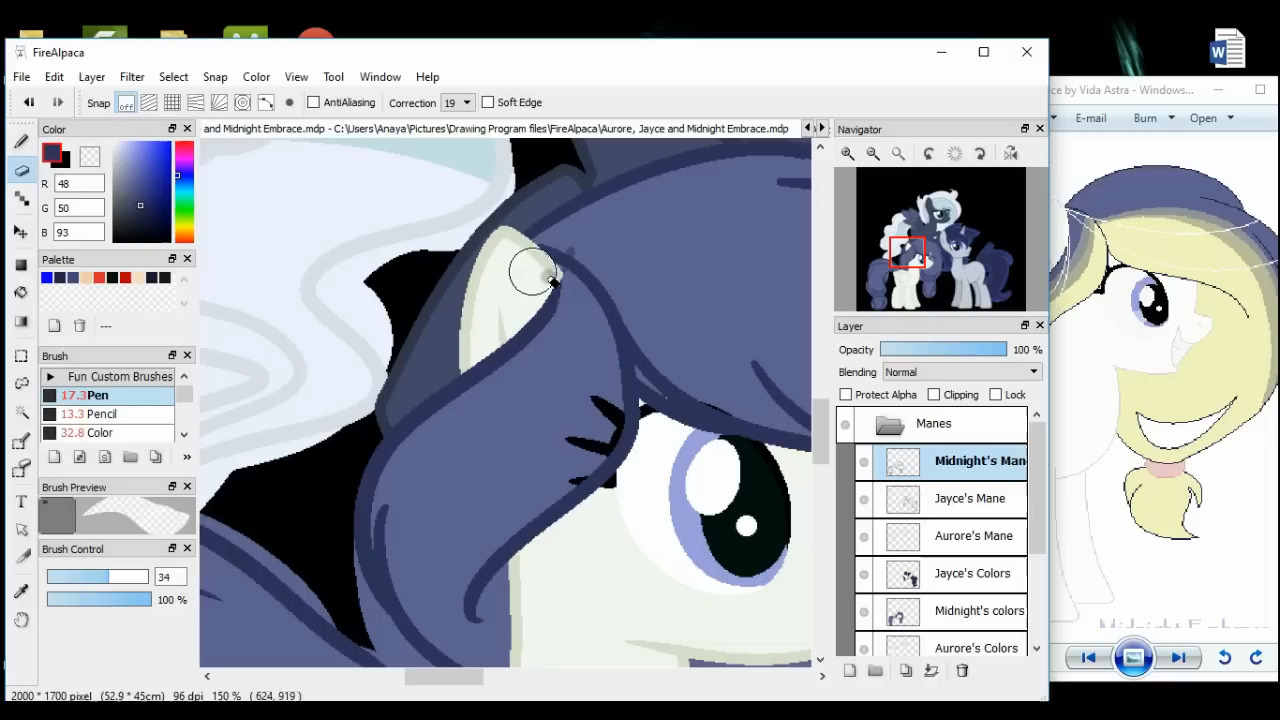 FireAlpaca
File Edit Layer Filter Select Snap Color View Tool Window Help
Snap off AntiAliasing Correction 19 Soft Edge
Color
and Midnight Embrace.mdp - C:\Users\Anaya\Pictures\Drawing Program files\FireAlpaca\Aurore, Jayce and Midnight Embrace.mdp
Navigator
R 48
G 50
B 93
Palette
---
Brush
Fun Custom Brushes
17.3 Pen
13.3 Pencil
32.8 Color
Brush Preview
Brush Control
34
100 %
Layer
Opacity 100 %
Blending Normal
Protect Alpha Clipping Lock
Manes
Midnight's Man
Jayce's Mane
Aurore's Mane
Jayce's Colors
Midnight's colors
Aurore's Colors
2000 * 1700 pixel (52.9 * 45cm) 96 dpi 150 % ( 624, 919 )
ce by Vida Astra - Windows...
E-mail Burn Open
W